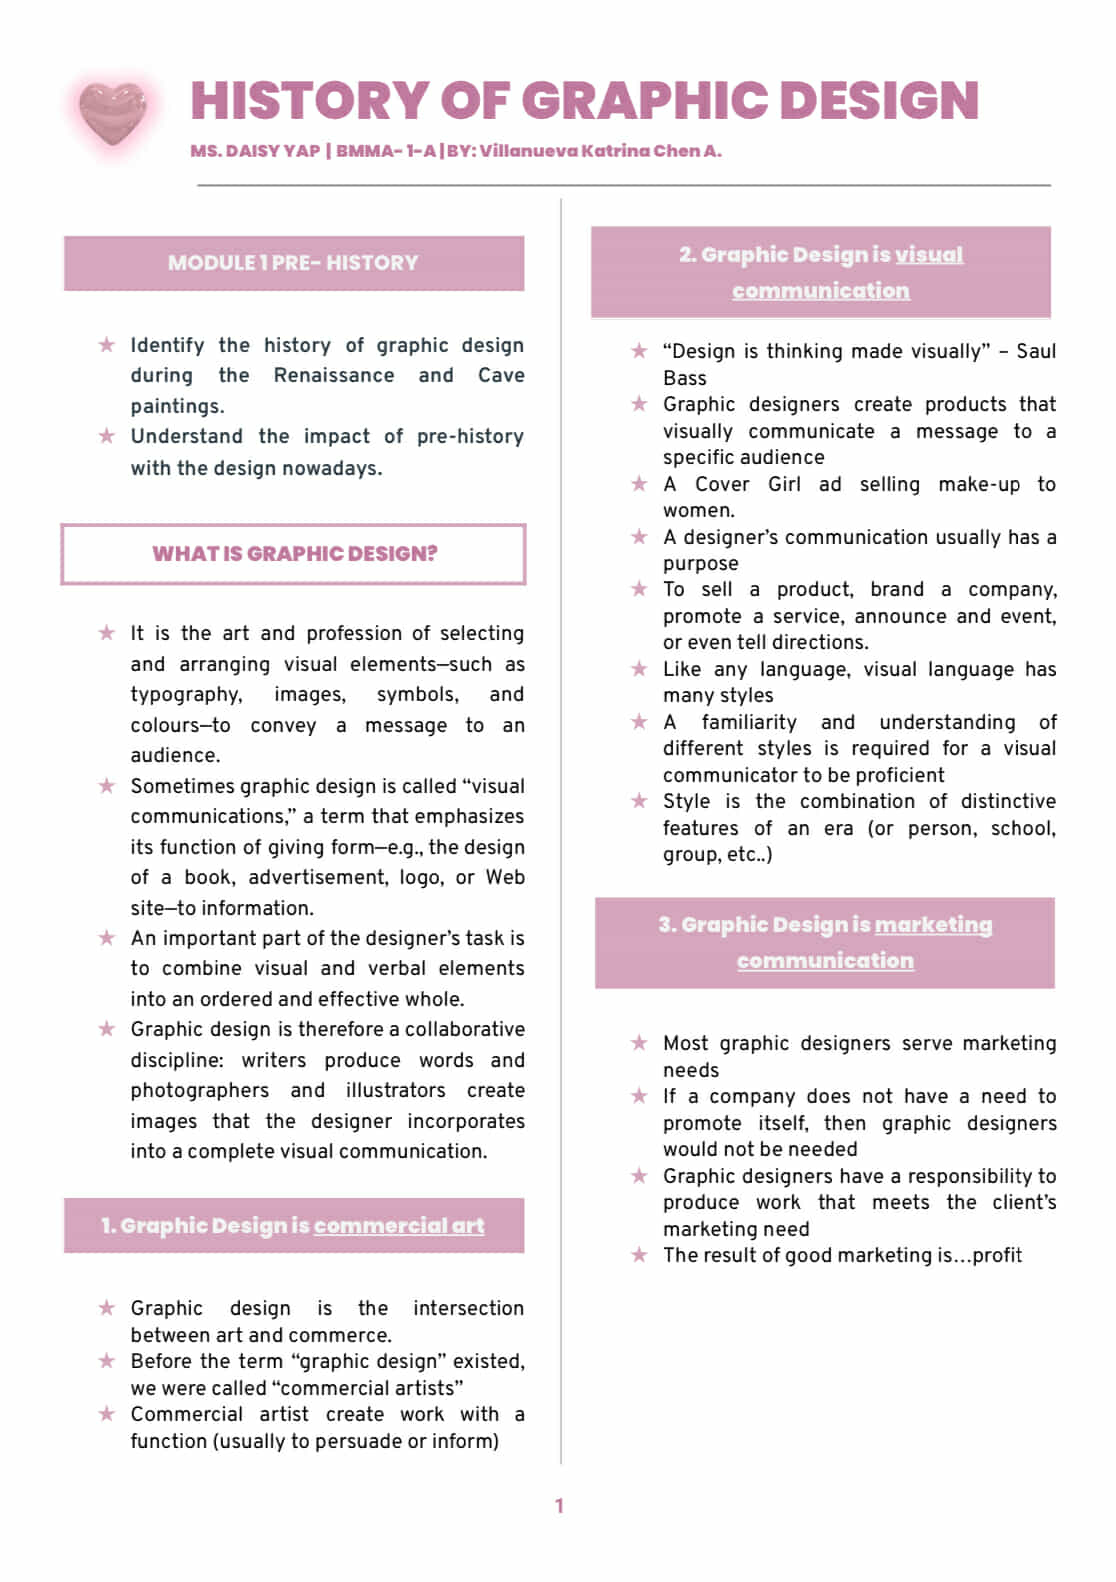 HISTORY OF GRAPHIC DESIGN
MS. DAISY YAP | BMMA- 1-A | BY: Villanueva Katrina Chen A.
MODULE 1 PRE- HISTORY
★ Identify the history of graphic design
during the Renaissance and Cave
paintings.
★ Understand the impact of pre-history
with the design nowadays.
WHAT IS GRAPHIC DESIGN?
★ It is the art and profession of selecting
and arranging visual elements—such as
typography, images, symbols, and
colours—to convey a message to an
audience.
★ Sometimes graphic design is called “visual
communications,” a term that emphasizes
its function of giving form—e.g., the design
of a book, advertisement, logo, or Web
site—to information.
★ An important part of the designer’s task is
to combine visual and verbal elements
into an ordered and effective whole.
★ Graphic design is therefore a collaborative
discipline: writers produce words and
photographers and illustrators create
images that the designer incorporates
into a complete visual communication.
1. Graphic Design is commercial art
★ Graphic design is the intersection
between art and commerce.
★ Before the term “graphic design” existed,
we were called “commercial artists”
★ Commercial artist create work with a
function (usually to persuade or inform)
2. Graphic Design is visual
communication
★ “Design is thinking made visually” – Saul
Bass
★ Graphic designers create products that
visually communicate a message to a
specific audience
★ A Cover Girl ad selling make-up to
women.
★ A designer’s communication usually has a
purpose
★ To sell a product, brand a company,
promote a service, announce and event,
or even tell directions.
★ Like any language, visual language has
many styles
★ A familiarity and understanding of
different styles is required for a visual
communicator to be proficient
★ Style is the combination of distinctive
features of an era (or person, school,
group, etc..)
3. Graphic Design is marketing
communication
★ Most graphic designers serve marketing
needs
★ If a company does not have a need to
promote itself, then graphic designers
would not be needed
★ Graphic designers have a responsibility to
produce work that meets the client’s
marketing need
★ The result of good marketing is...profit
1